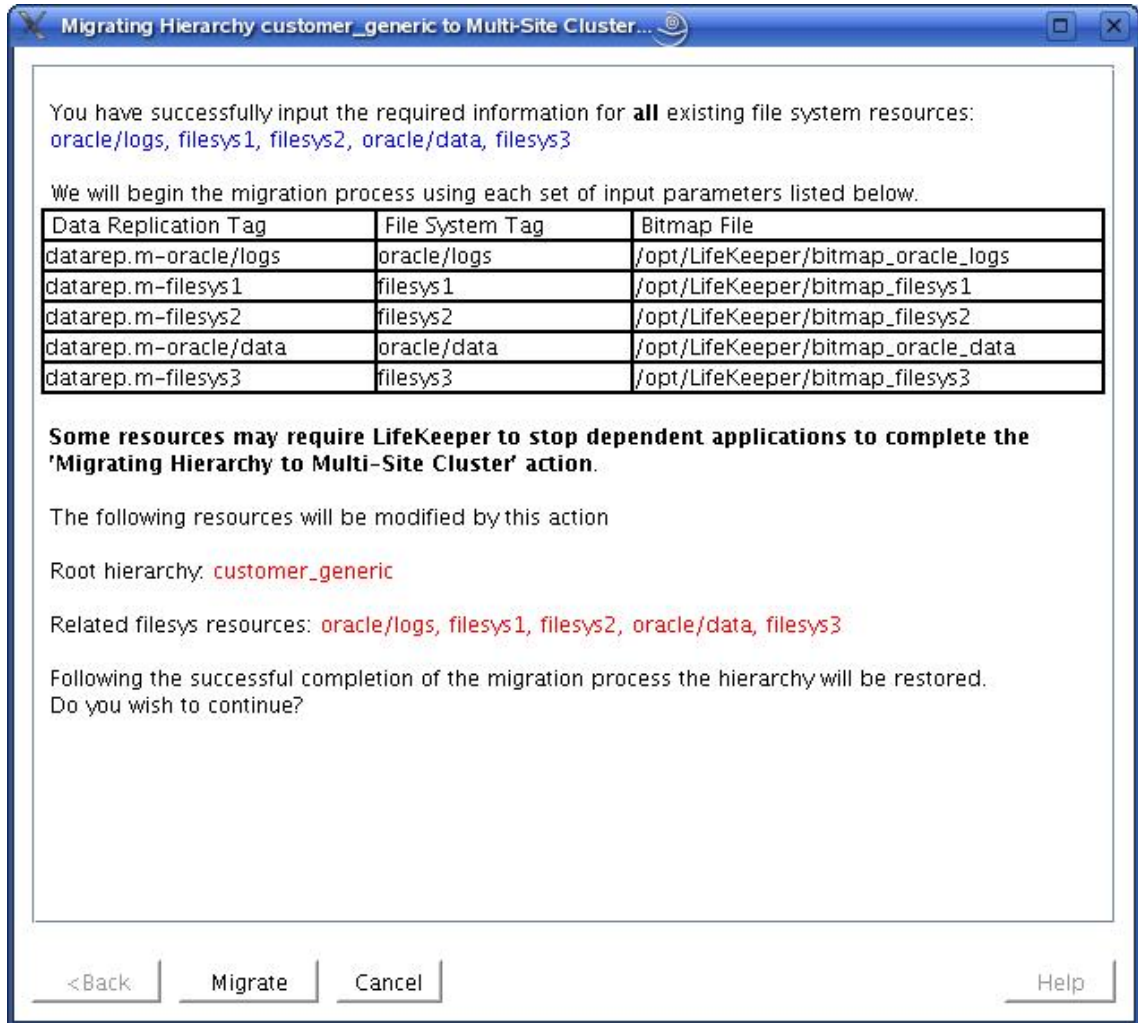 Migrating Hierarchy customer_generic to Multi-Site Cluster...
You have successfully input the required information for all existing file system resources:
oracle/logs, filesys1, filesys2, oracle/data, filesys3
We will begin the migration process using each set of input parameters listed below.
Data Replication Tag File System Tag Bitmap File
datarep.m-oracle/logs oracle/logs /opt/LifeKeeper/bitmap_oracle_logs
datarep.m-filesys1 filesys1 /opt/LifeKeeper/bitmap_filesys1
datarep.m-filesys2 filesys2 /opt/LifeKeeper/bitmap_filesys2
datarep.m-oracle/data oracle/data /opt/LifeKeeper/bitmap_oracle_data
datarep.m-filesys3 filesys3 /opt/LifeKeeper/bitmap_filesys3
Some resources may require LifeKeeper to stop dependent applications to complete the
'Migrating Hierarchy to Multi-Site Cluster' action.
The following resources will be modified by this action
Root hierarchy: customer_generic
Related filesys resources: oracle/logs, filesys1, filesys2, oracle/data, filesys3
Following the successful completion of the migration process the hierarchy will be restored.
Do you wish to continue?
<Back Migrate Cancel Help